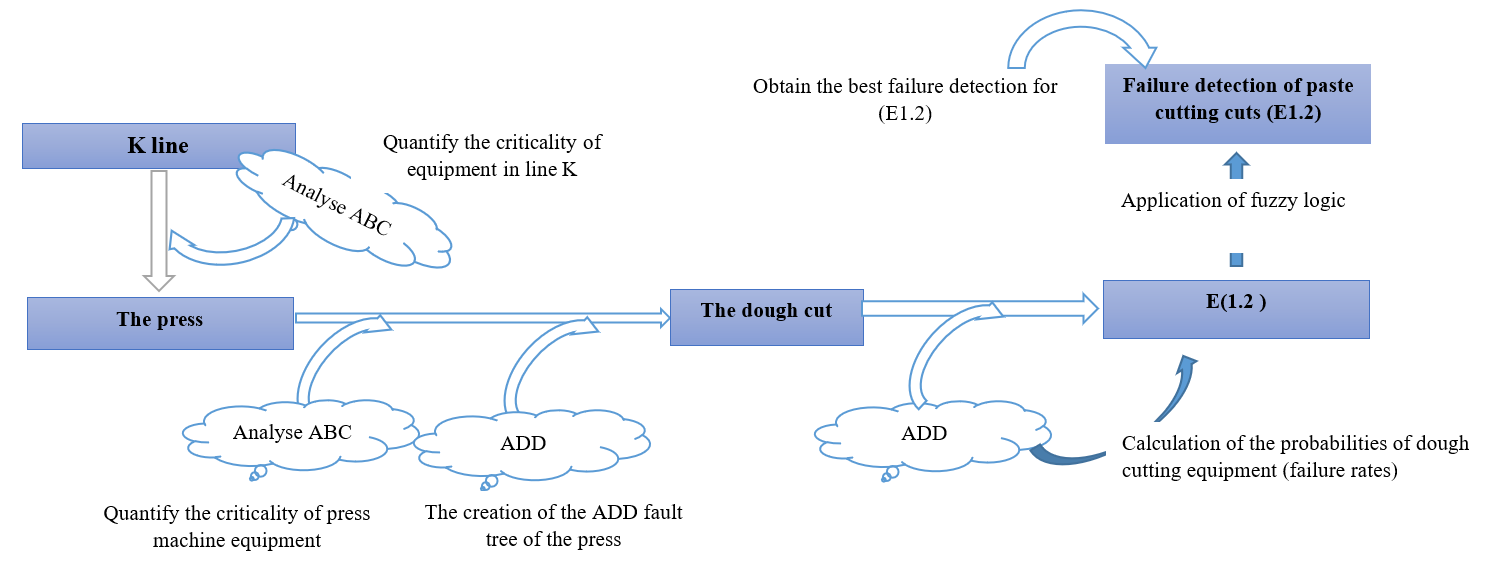 Obtain the best failure detection for
(E1.2)
Failure detection of paste
cutting cuts (E1.2)
K line
Quantify the criticality of
equipment in line K
Analyse ABC
Application of fuzzy logic
The press
The dough cut
E(1.2 )
Analyse ABC
ADD
ADD
Calculation of the probabilities of dough
cutting equipment (failure rates)
Quantify the criticality of press
machine equipment
The creation of the ADD fault
tree of the press